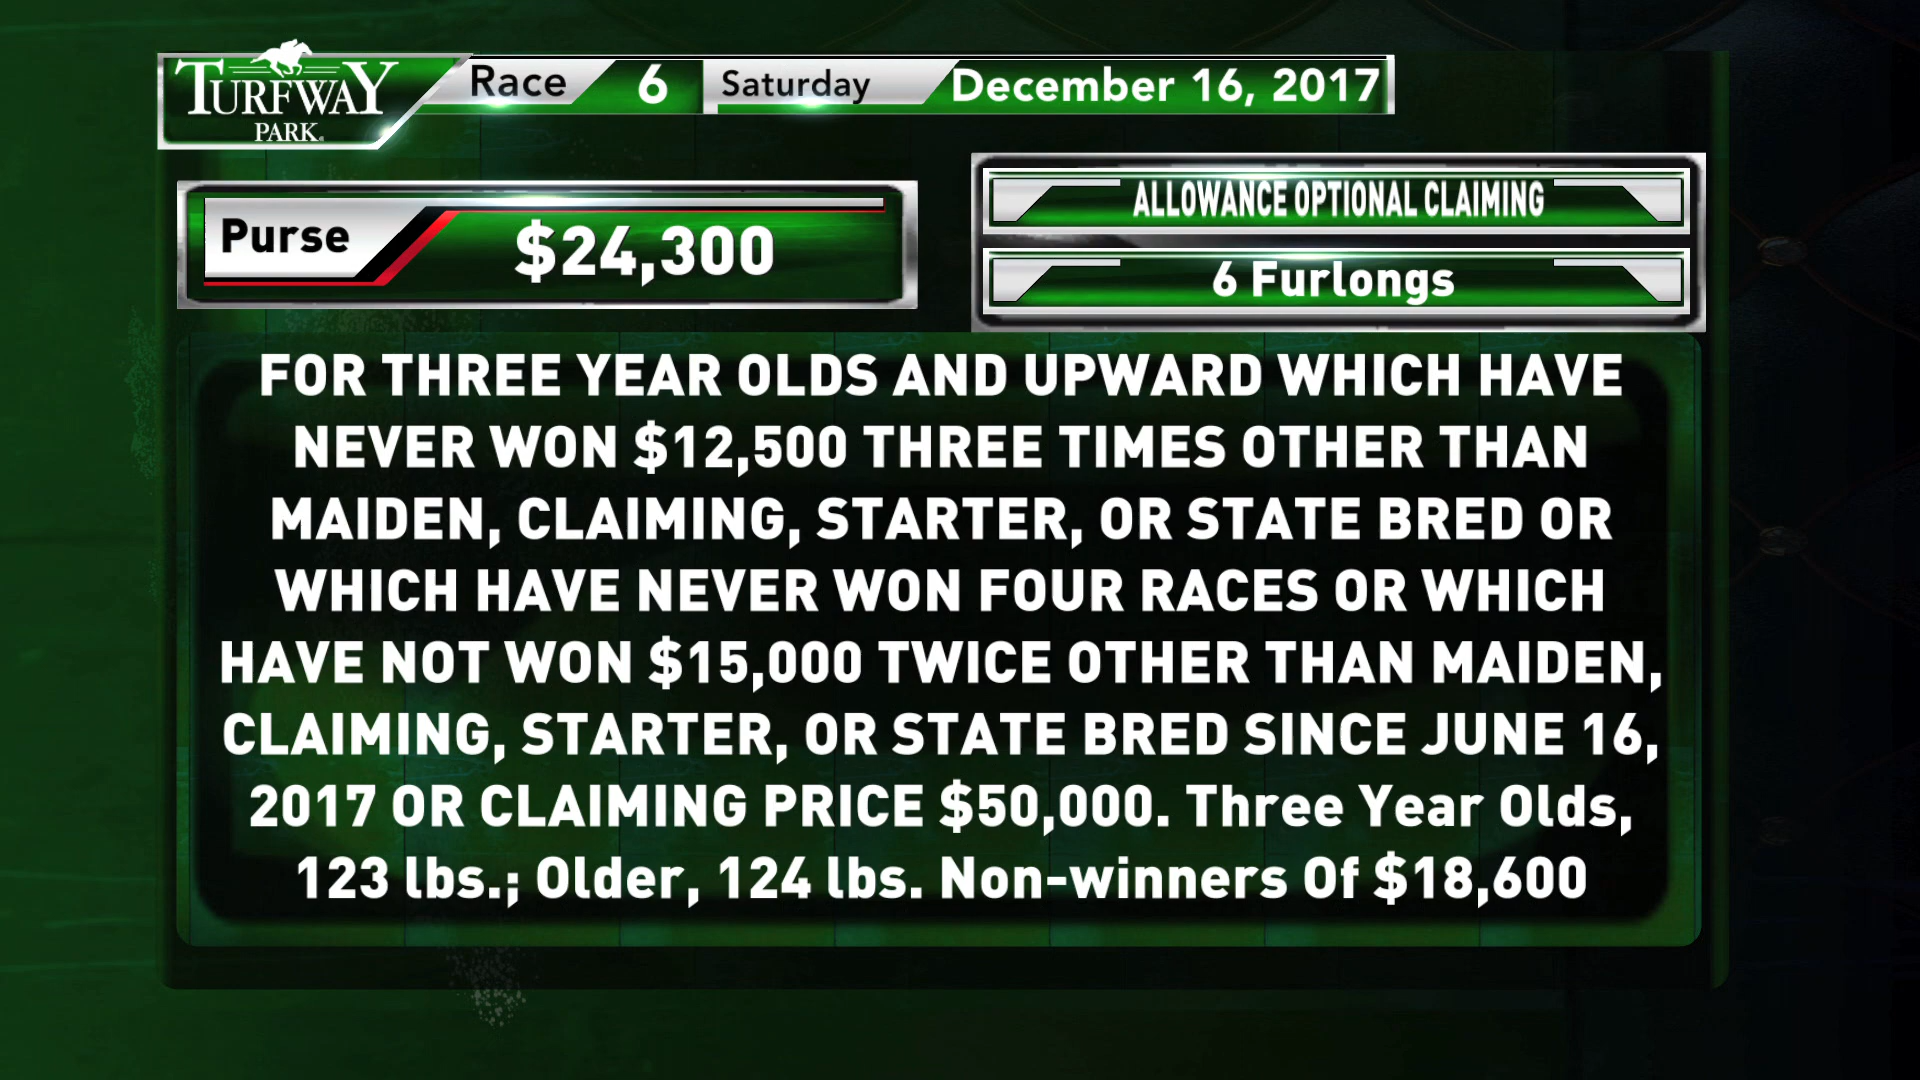 TURFWAY
PARK
Race 6 Saturday December 16, 2017
Purse $24,300
ALLOWANCE OPTIONAL CLAIMING
6 Furlongs
FOR THREE YEAR OLDS AND UPWARD WHICH HAVE
NEVER WON $12,500 THREE TIMES OTHER THAN
MAIDEN, CLAIMING, STARTER, OR STATE BRED OR
WHICH HAVE NEVER WON FOUR RACES OR WHICH
HAVE NOT WON $15,000 TWICE OTHER THAN MAIDEN,
CLAIMING, STARTER, OR STATE BRED SINCE JUNE 16,
2017 OR CLAIMING PRICE $50,000. Three Year Olds,
123 lbs.; Older, 124 lbs. Non-winners Of $18,600